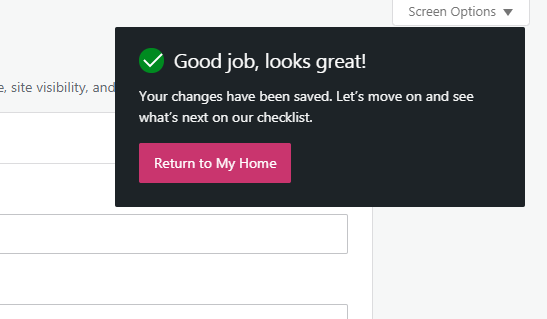 Screen Options
Good job, looks great!
e, site visibility, and
Your changes have been saved. Let’s move on and see
what’s next on our checklist.
Return to My Home